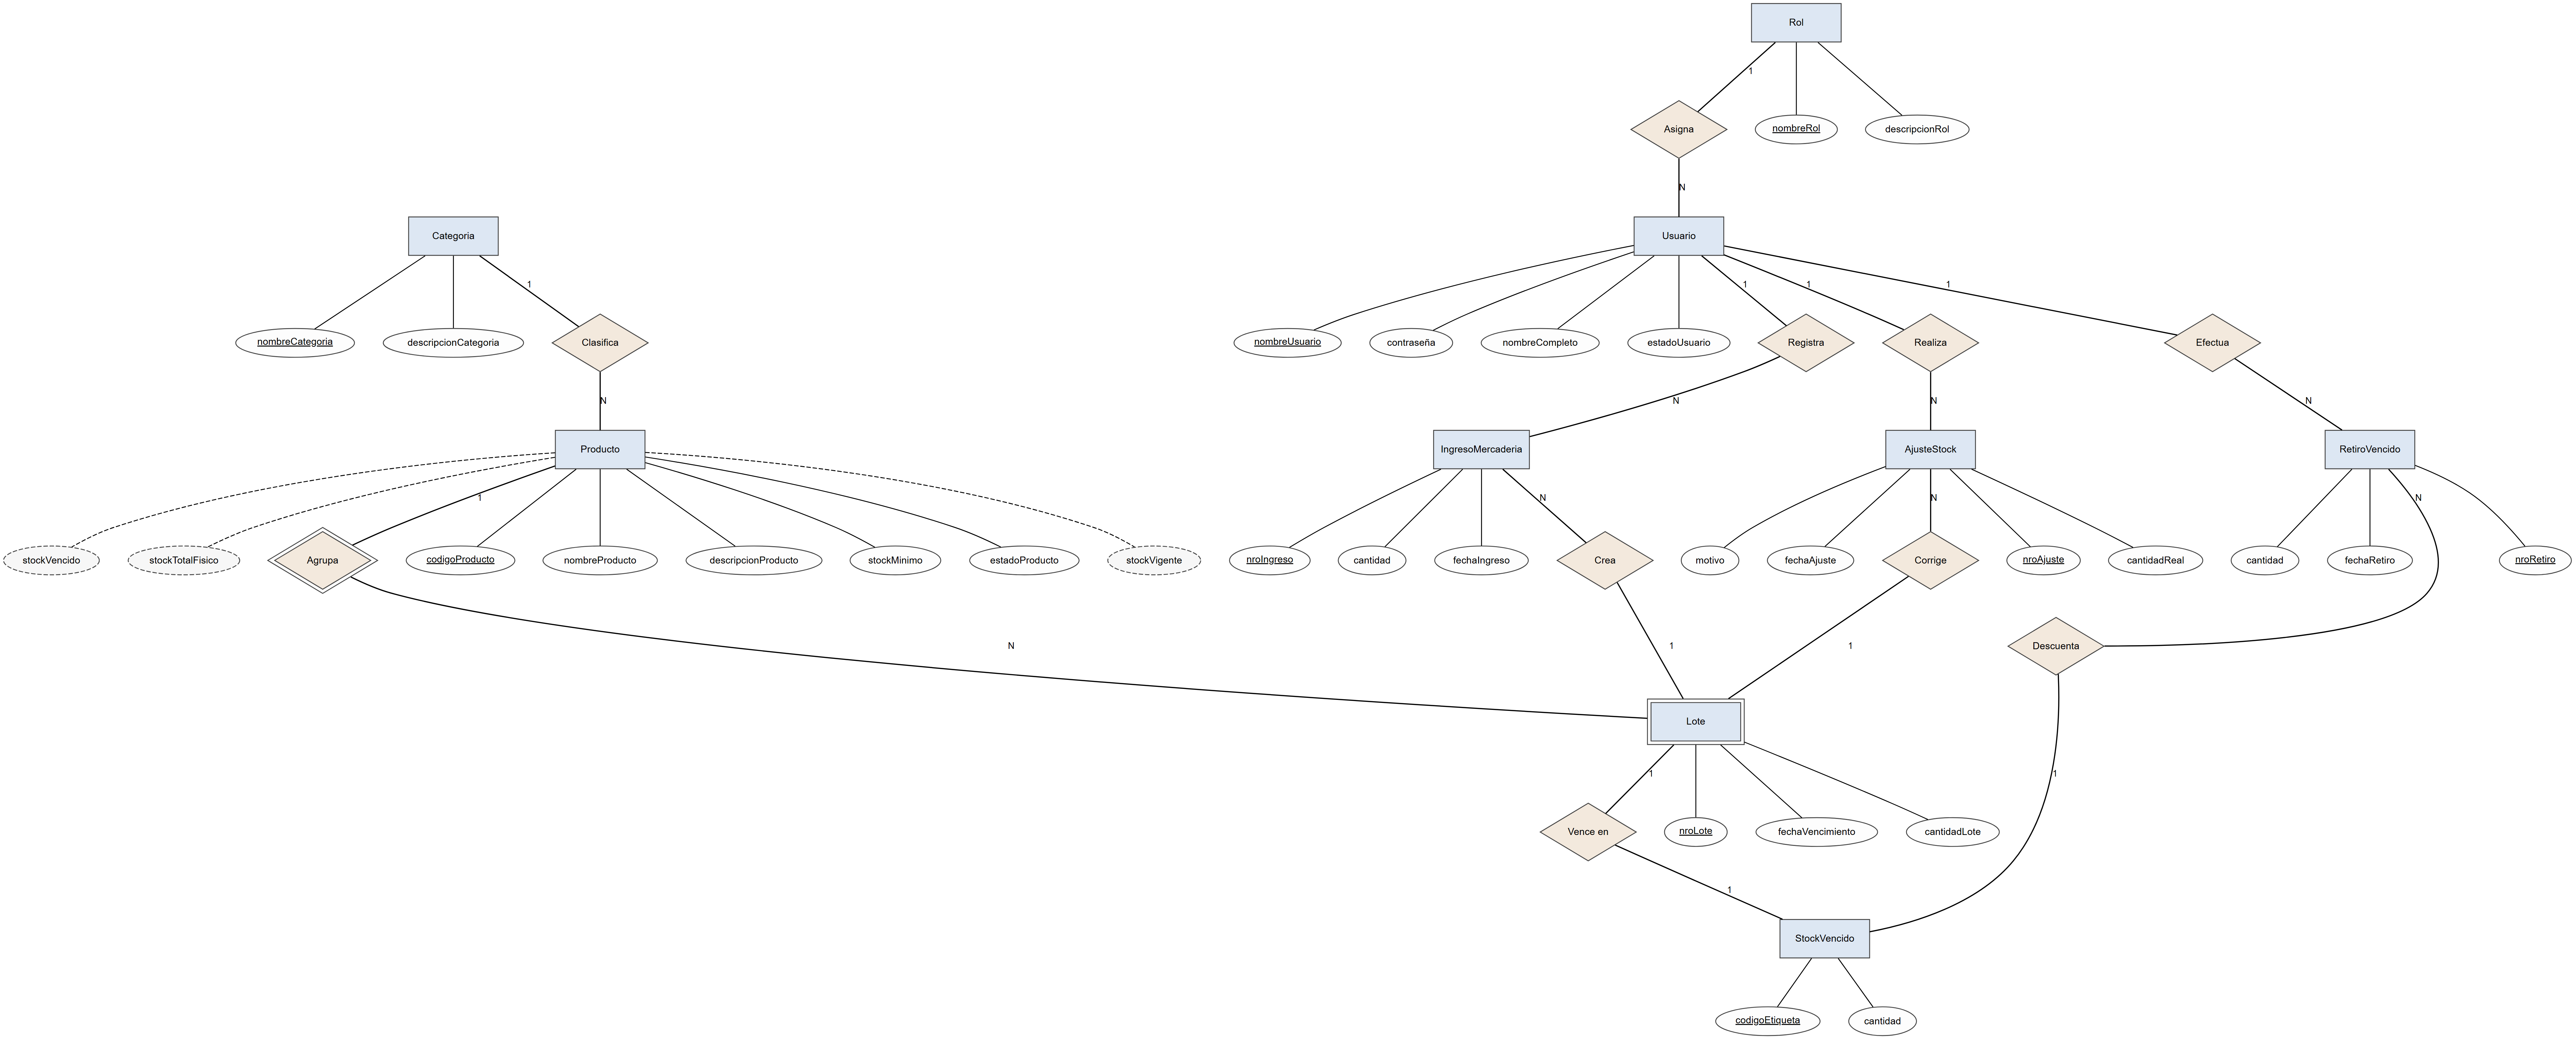 Rol
1
Asigna
nombreRol
descripcionRol
N
Categoria
Usuario
1
1
1
1
nombreCategoria
descripcionCategoria
Clasifica
nombreUsuario
contraseña
nombreCompleto
estadoUsuario
Registra
Realiza
Efectua
N
N
N
N
Producto
IngresoMercaderia
AjusteStock
RetiroVencido
1
N
N
N
stockVencido
stockTotalFisico
Agrupa
codigoProducto
nombreProducto
descripcionProducto
stockMinimo
estadoProducto
stockVigente
nroIngreso
cantidad
fechaIngreso
Crea
motivo
fechaAjuste
Corrige
nroAjuste
cantidadReal
cantidad
fechaRetiro
nroRetiro
N
1
1
Descuenta
Lote
1
1
Vence en
nroLote
fechaVencimiento
cantidadLote
1
StockVencido
codigoEtiqueta
cantidad